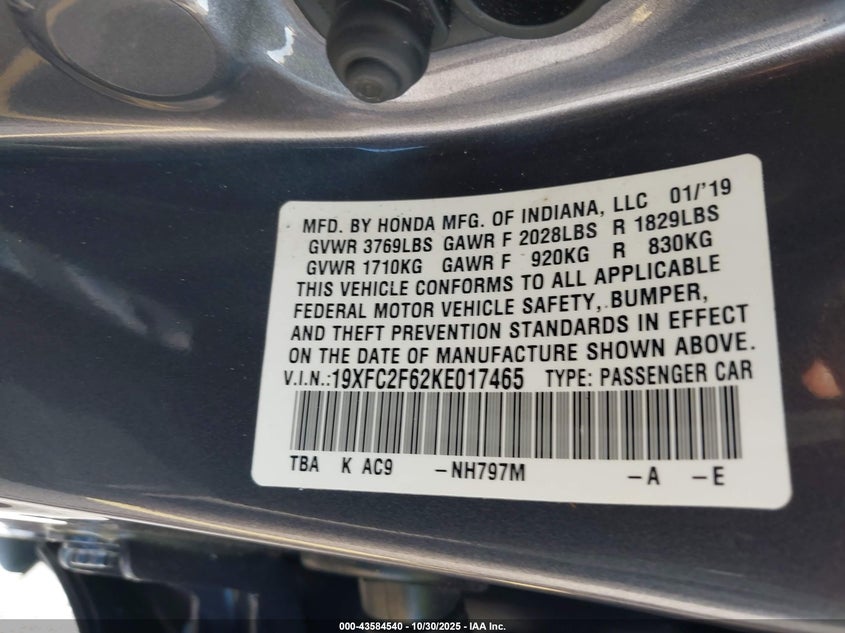 MFD. BY HONDA MFG. OF INDIANA, LLC 01/'19
GVWR 3769LBS GAWR F 2028LBS R 1829LBS
GVWR 1710KG GAWR F 920KG R 830KG
THIS VEHICLE CONFORMS TO ALL APPLICABLE
FEDERAL MOTOR VEHICLE SAFETY, BUMPER,
AND THEFT PREVENTION STANDARDS IN EFFECT
ON THE DATE OF MANUFACTURE SHOWN ABOVE.
V.I.N.:19XFC2F62KE017465 TYPE: PASSENGER CAR
TBA K AC9 -NH797M -A -E
000-43584540 - 10/30/2025 - IAA Inc.